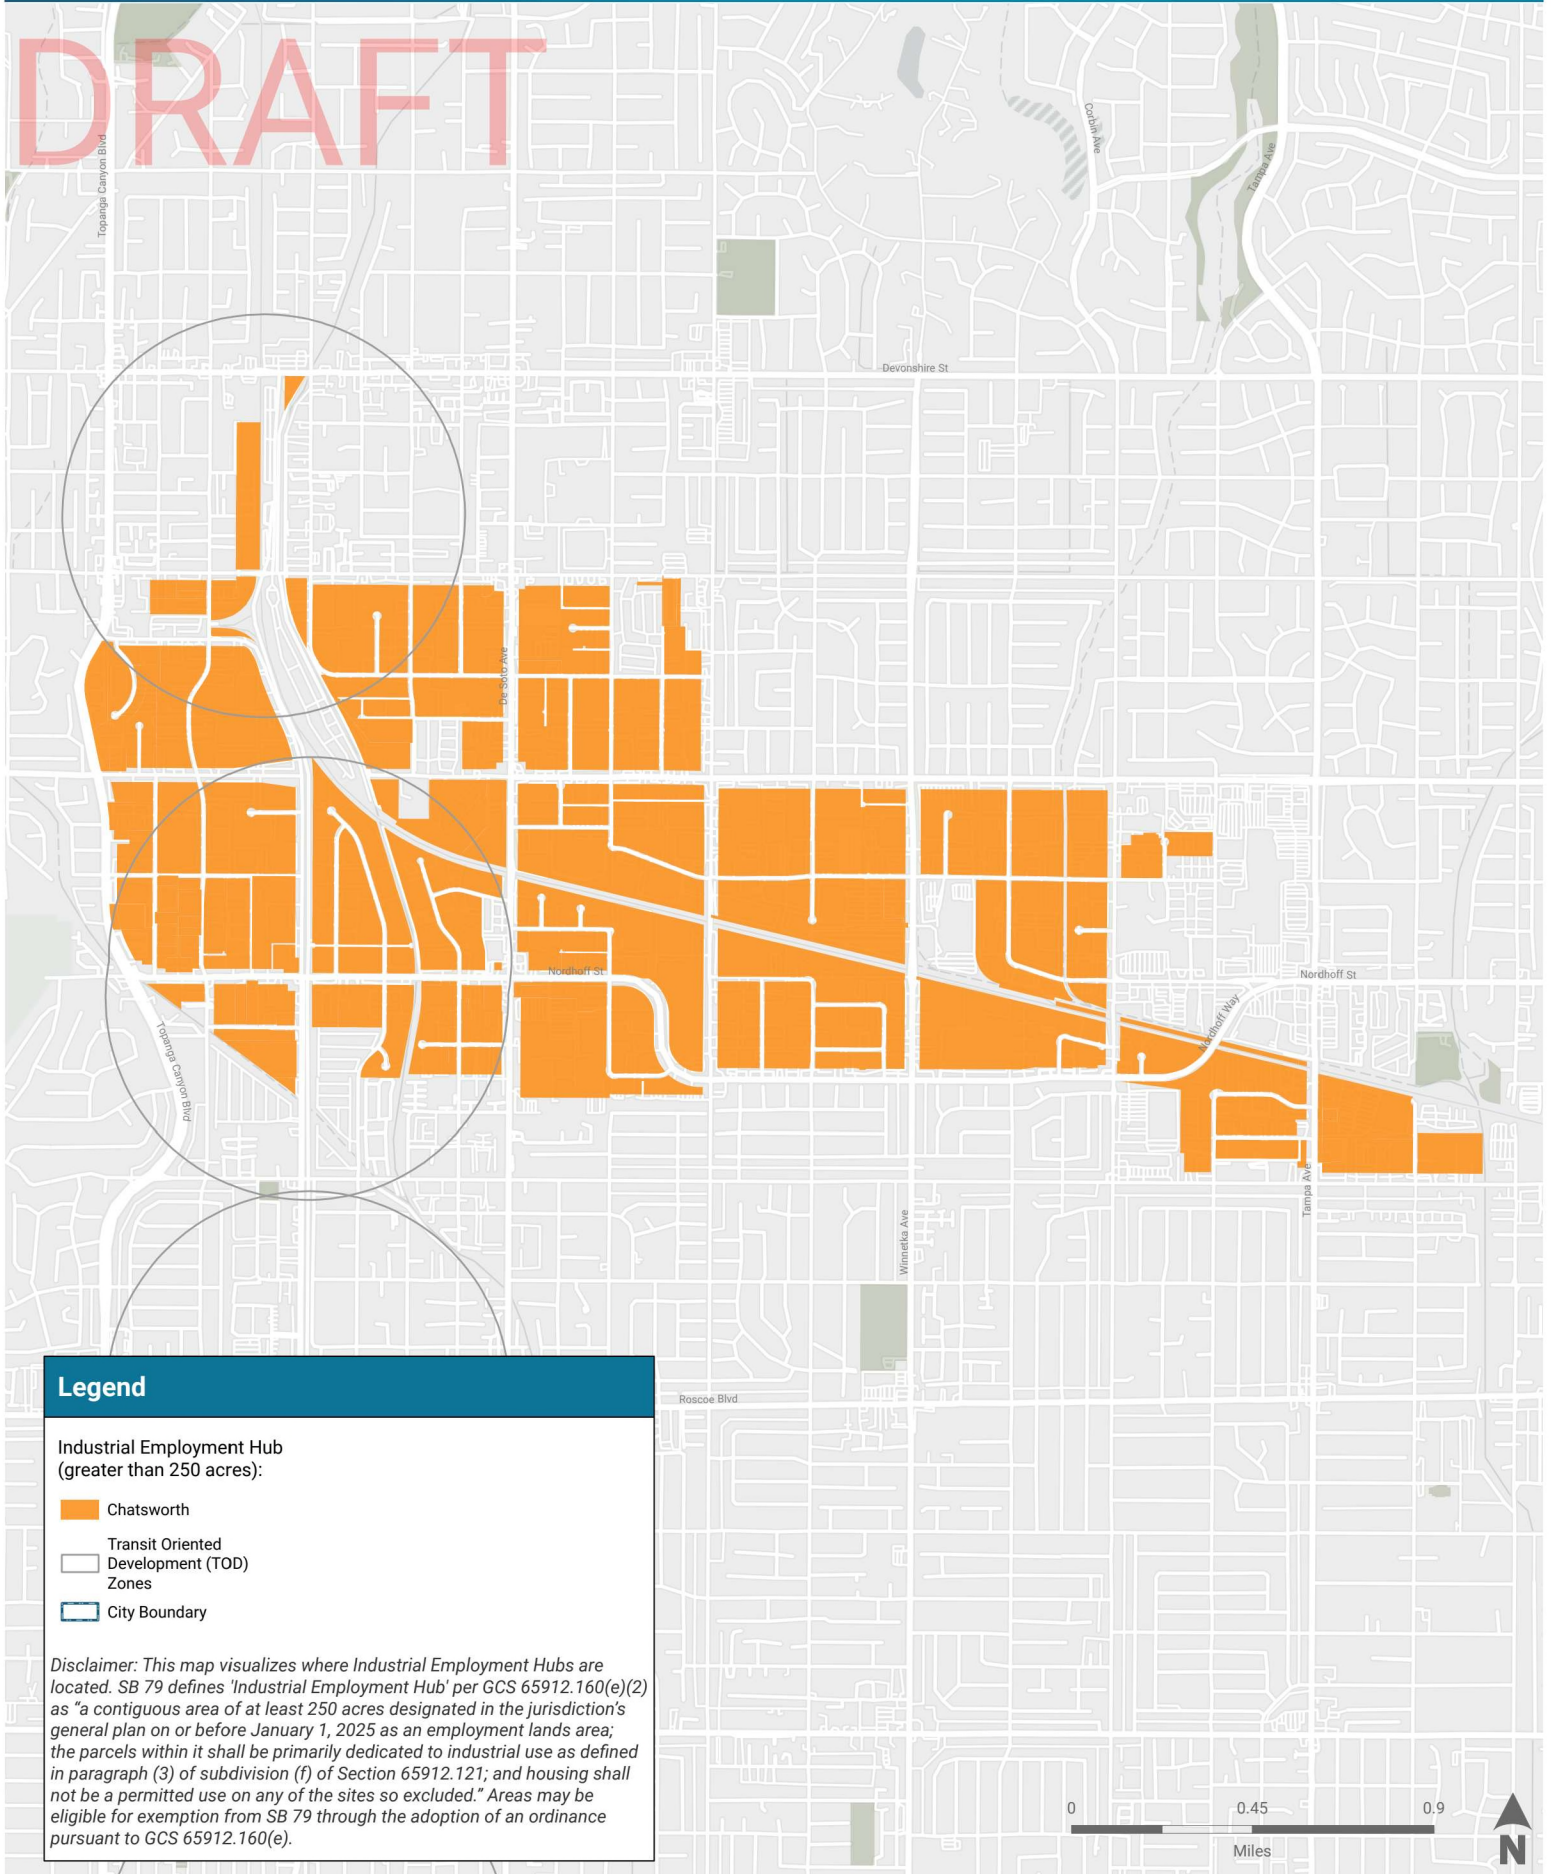 DRAFT
Topanga Canyon Blvd
Corbin Ave
Tampa Ave
Devonshire St
De Soto Ave
Nordhoff St
Nordhoff St
Nordhoff Way
Topanga Canyon Blvd
Tampa Ave
Winnetka Ave
Roscoe Blvd
Legend
Industrial Employment Hub
(greater than 250 acres):
Chatsworth
Transit Oriented
Development (TOD)
Zones
City Boundary
Disclaimer: This map visualizes where Industrial Employment Hubs are
located. SB 79 defines 'Industrial Employment Hub' per GCS 65912.160(e)(2)
as “a contiguous area of at least 250 acres designated in the jurisdiction’s
general plan on or before January 1, 2025 as an employment lands area;
the parcels within it shall be primarily dedicated to industrial use as defined
in paragraph (3) of subdivision (f) of Section 65912.121; and housing shall
not be a permitted use on any of the sites so excluded.” Areas may be
eligible for exemption from SB 79 through the adoption of an ordinance
pursuant to GCS 65912.160(e).
0 0.45 0.9
Miles
N